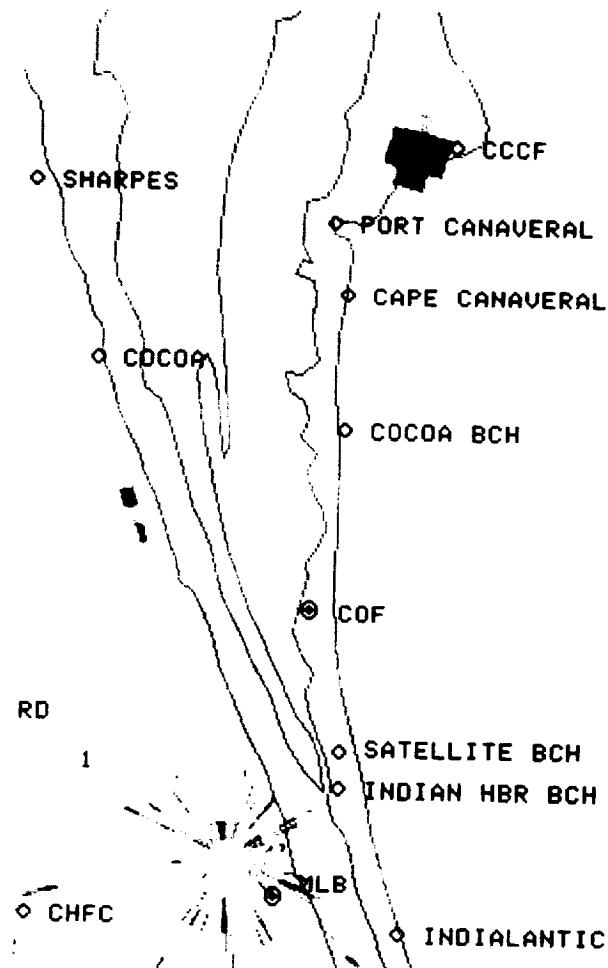 CCCF
SHARPES
PORT CANAVERAL
CAPE CANAVERAL
COCOA
COCOA BCH
COF
RD
1
SATELLITE BCH
INDIAN HBR BCH
MLB
CHFC
INDIALANTIC